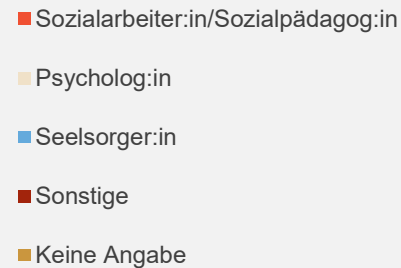 Sozialarbeiter:in/Sozialpädagog:in
Psycholog:in
Seelsorger:in
Sonstige
Keine Angabe